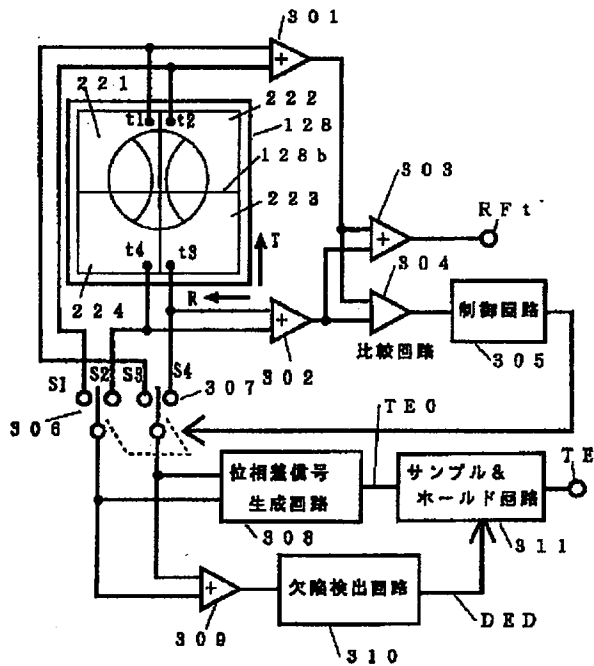 301
221
222
t1 t2
128
128b
303
223
RFt
T
304
t4 t3
R
制御回路
224
302
比較回路
305
S1 S2 S3 S4
307
306
TE0
TE
位相差信号
生成回路
サンプル&
ホールド回路
308
311
欠陥検出回路
309
310
DED